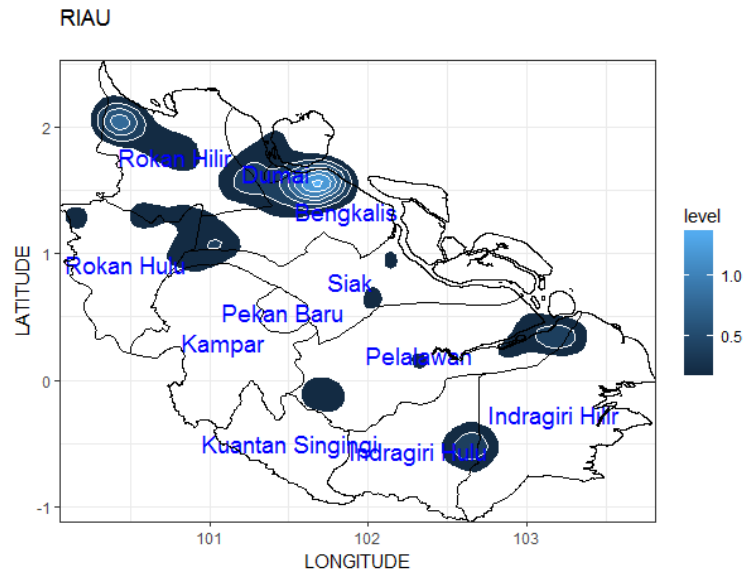 RIAU
2
1
0
-1
LATITUDE
Rokan Hilir
Dumai
Bengkalis
Rokan Hulu
Siak
Pekan Baru
Kampar
Pelalawan
Indragiri Hilir
Kuantan Singingi
Indragiri Hulu
101
102
103
LONGITUDE
level
1.0
0.5